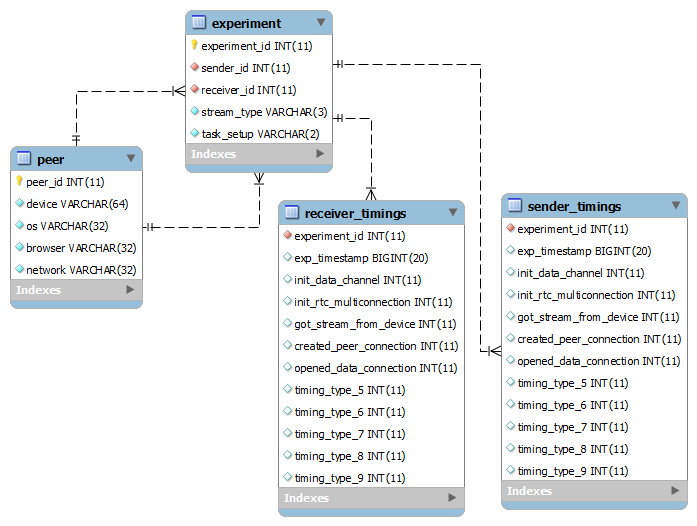 experiment
experiment_id INT(11)
sender_id INT(11)
receiver_id INT(11)
stream_type VARCHAR(3)
task_setup VARCHAR(2)
Indexes
peer
peer_id INT(11)
device VARCHAR(64)
os VARCHAR(32)
browser VARCHAR(32)
network VARCHAR(32)
Indexes
receiver_timings
experiment_id INT(11)
exp_timestamp BIGINT(20)
init_data_channel INT(11)
init_rtc_multiconnection INT(11)
got_stream_from_device INT(11)
created_peer_connection INT(11)
opened_data_connection INT(11)
timing_type_5 INT(11)
timing_type_6 INT(11)
timing_type_7 INT(11)
timing_type_8 INT(11)
timing_type_9 INT(11)
Indexes
sender_timings
experiment_id INT(11)
exp_timestamp BIGINT(20)
init_data_channel INT(11)
init_rtc_multiconnection INT(11)
got_stream_from_device INT(11)
created_peer_connection INT(11)
opened_data_connection INT(11)
timing_type_5 INT(11)
timing_type_6 INT(11)
timing_type_7 INT(11)
timing_type_8 INT(11)
timing_type_9 INT(11)
Indexes